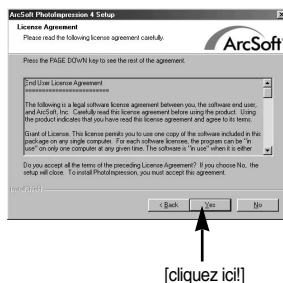 ArcSoft PhotoImpression 4 Setup
License Agreement
Please read the following license agreement carefully.
ArcSoft
Press the PAGE DOWN key to see the rest of the agreement.
End User License Agreement
==========================
The following is a legal software license agreement between you, the software end user,
and ArcSoft, Inc. Carefully read this license agreement before using the product. Using
the product indicates that you have read this license agreement and agree to its terms.
Grant of License. This license permits you to use one copy of the software included in this
package on any single computer. For each software licensee, the program can be "in
use" on only one computer at any given time. The software is "in use" when it is either
Do you accept all the terms of the preceding License Agreement? If you choose No, the
setup will close. To install PhotoImpression, you must accept this agreement.
InstallShield
< Back Yes No
[cliquez ici!]